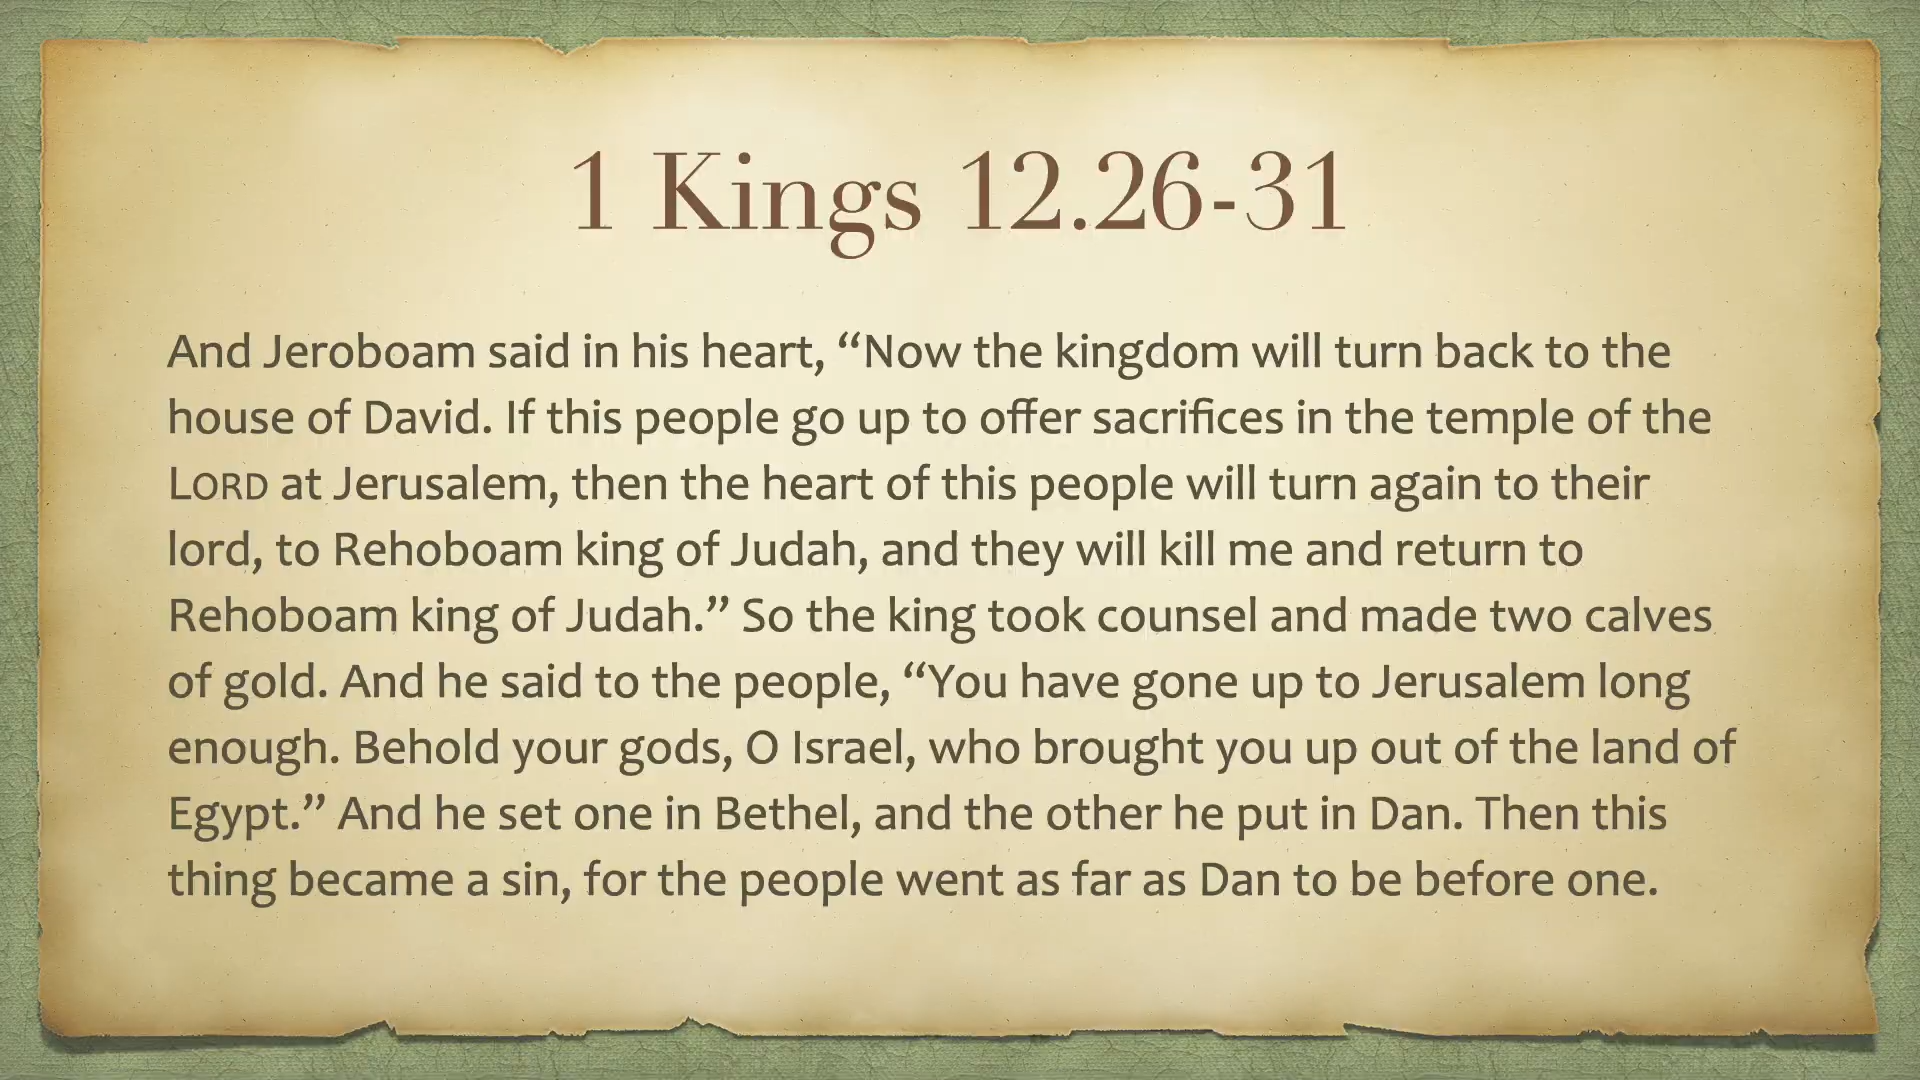 1 Kings 12.26-31
And Jeroboam said in his heart, “Now the kingdom will turn back to the
house of David. If this people go up to offer sacrifices in the temple of the
LORD at Jerusalem, then the heart of this people will turn again to their
lord, to Rehoboam king of Judah, and they will kill me and return to
Rehoboam king of Judah.” So the king took counsel and made two calves
of gold. And he said to the people, “You have gone up to Jerusalem long
enough. Behold your gods, O Israel, who brought you up out of the land of
Egypt.” And he set one in Bethel, and the other he put in Dan. Then this
thing became a sin, for the people went as far as Dan to be before one.